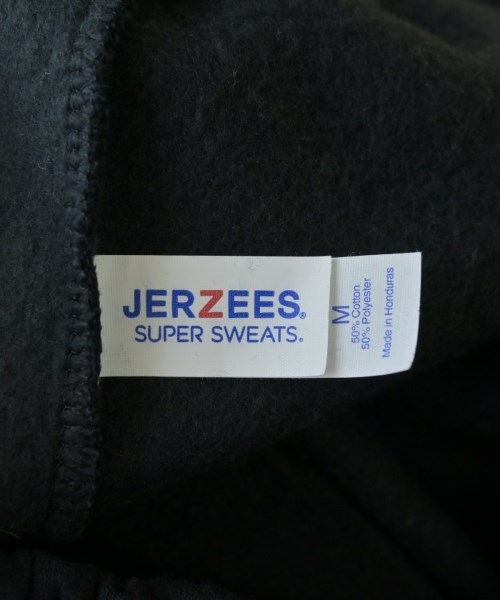 JERZEES®
SUPER SWEATS®
M
50% Cotton
50% Polyester
Made in Honduras